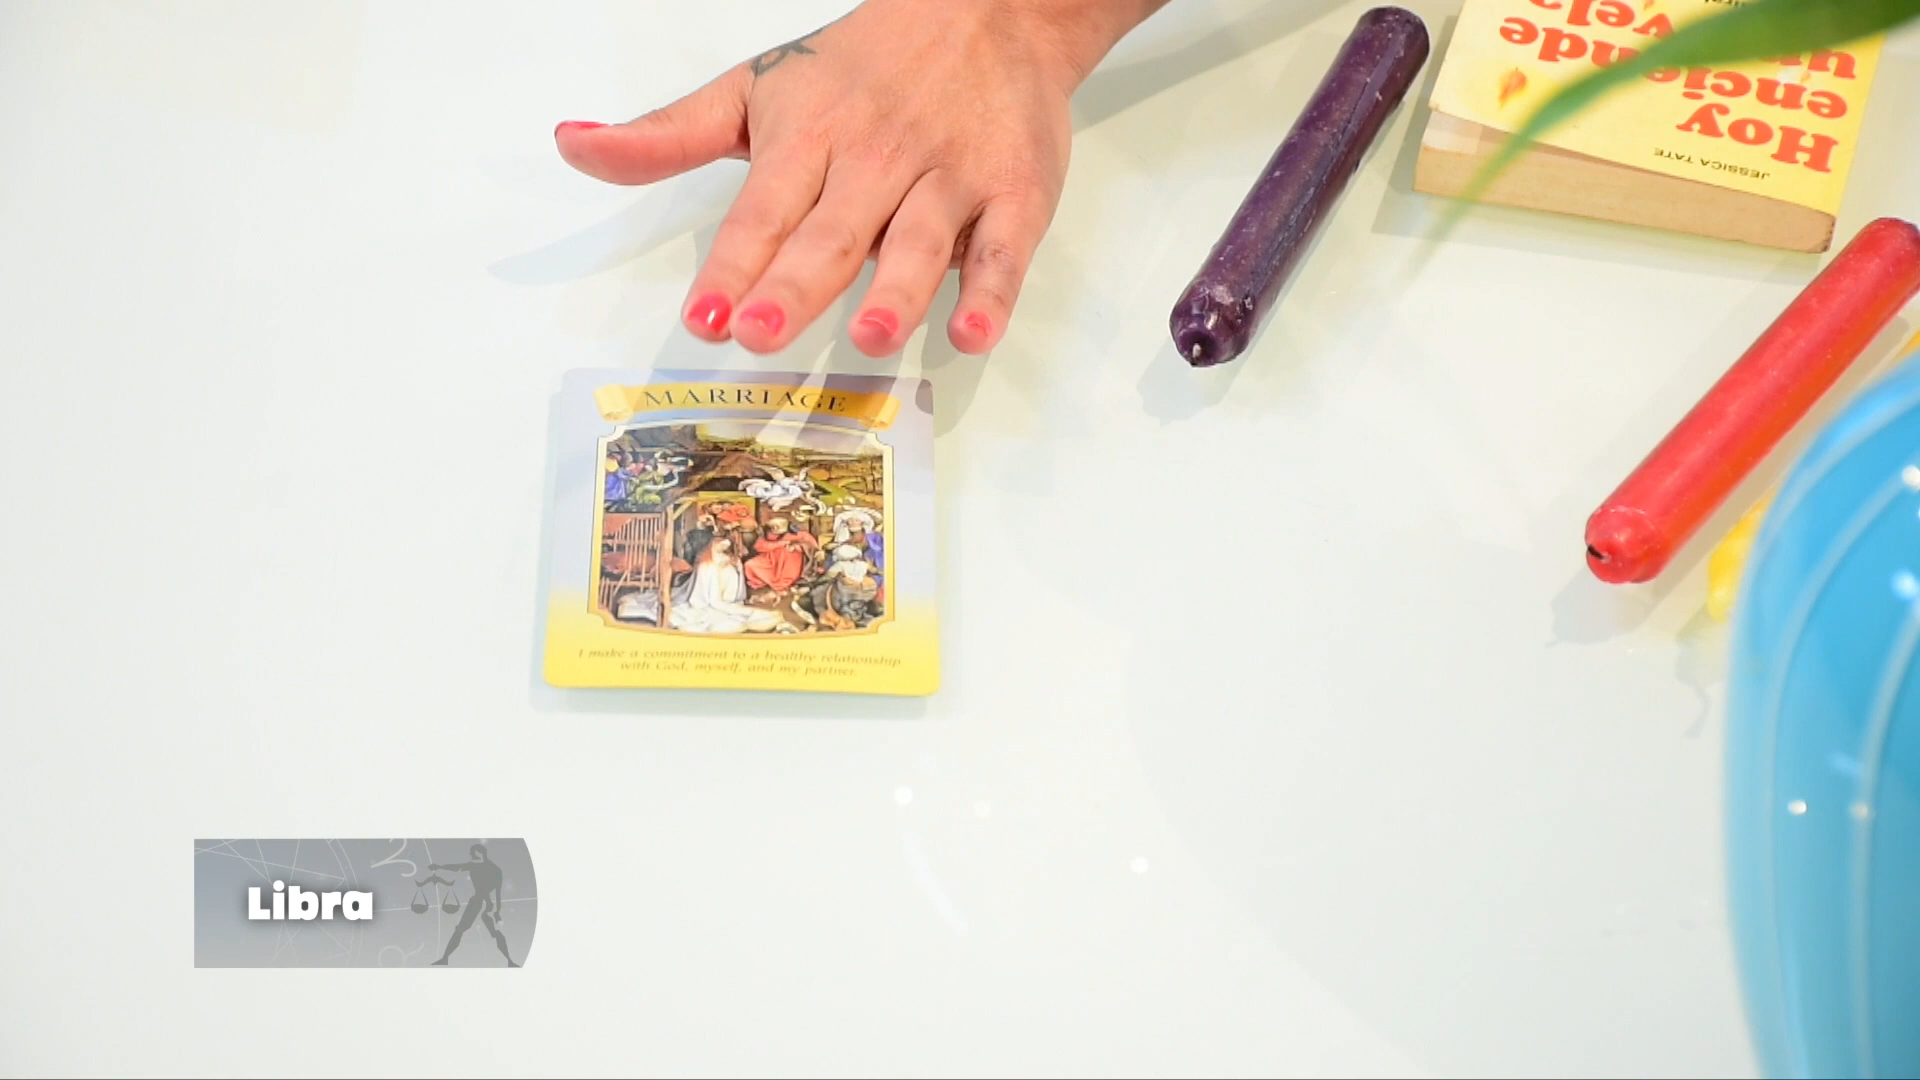 Hoy
enciende
JESSICA TATE
MARRIAGE
I make a commitment to a healthy relationship
with God, myself, and my partner.
Libra